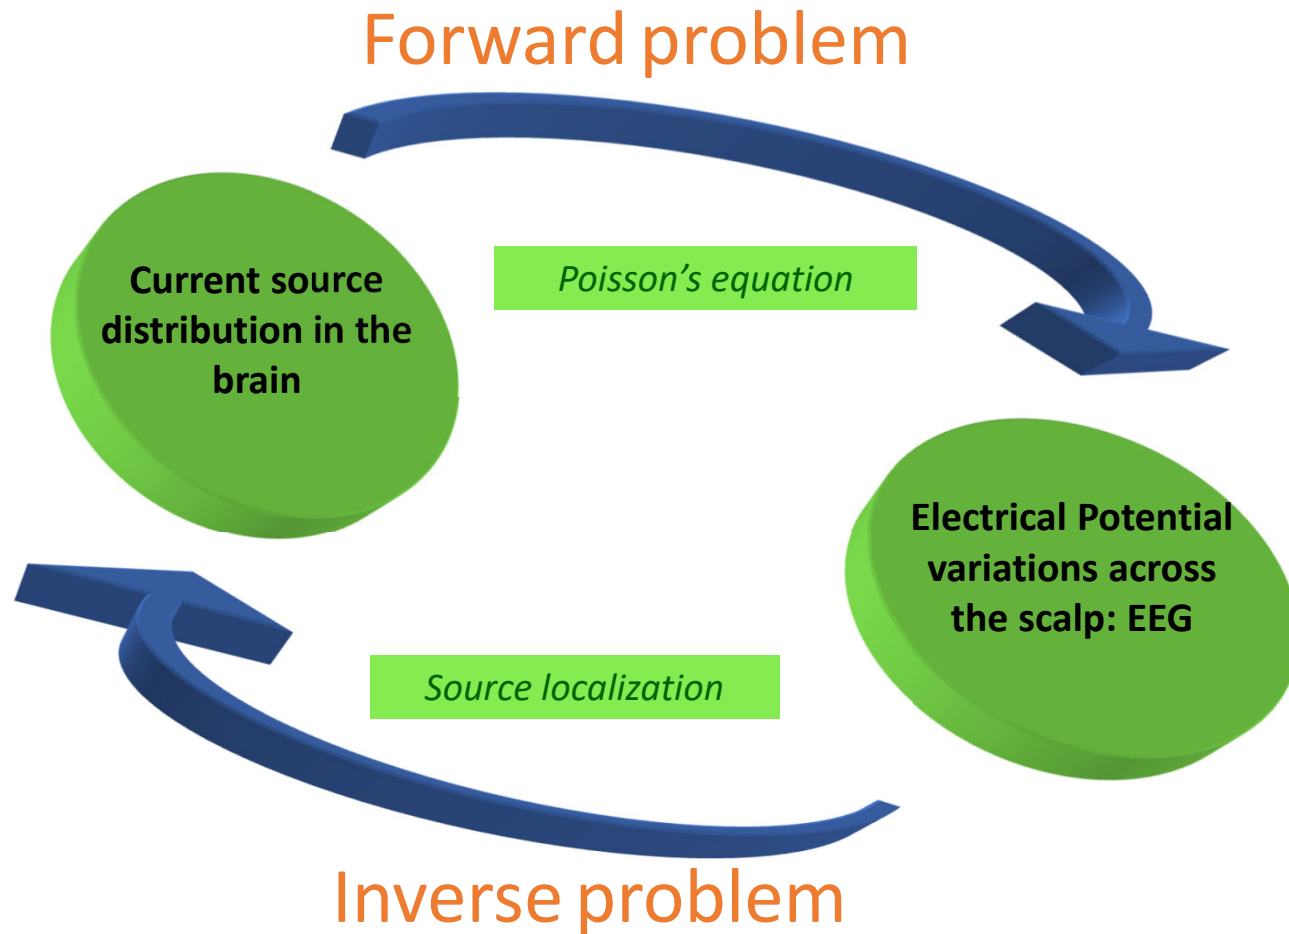 Forward problem
Current source
distribution in the
brain
Poisson's equation
Electrical Potential
variations across
the scalp: EEG
Source localization
Inverse problem